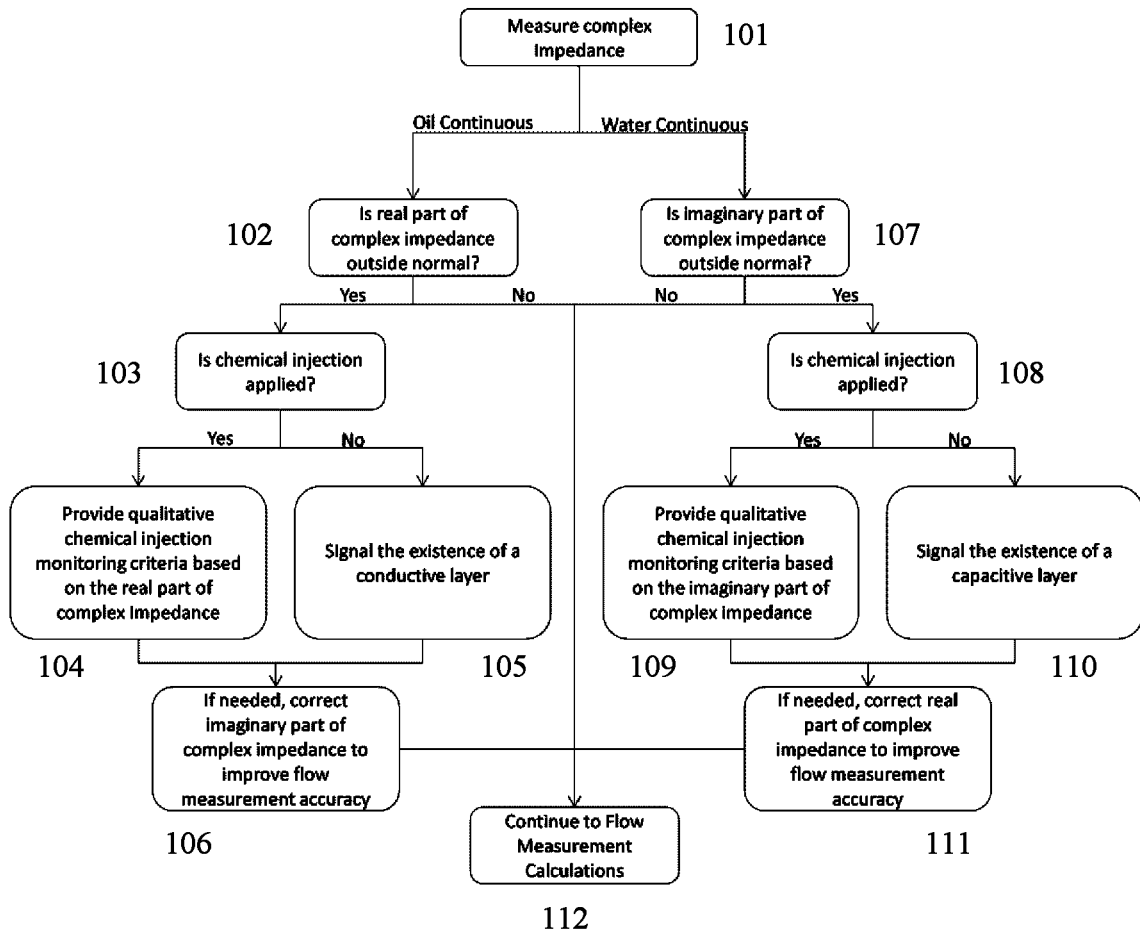 Measure complex
Impedance
101
Oil Continuous
Water Continuous
102
Is real part of
complex impedance
outside normal?
Is imaginary part of
complex impedance
outside normal?
107
Yes
No
No
Yes
103
Is chemical injection
applied?
Is chemical injection
applied?
108
Yes
No
Yes
No
Provide qualitative
chemical injection
monitoring criteria based
on the real part of
complex Impedance
Signal the existence of a
conductive layer
Provide qualitative
chemical injection
monitoring criteria based
on the imaginary part of
complex impedance
Signal the existence of a
capacitive layer
104
105
109
110
If needed, correct
imaginary part of
complex impedance to
improve flow
measurement accuracy
If needed, correct real
part of complex
impedance to improve
flow measurement
accuracy
106
111
Continue to Flow
Measurement
Calculations
112